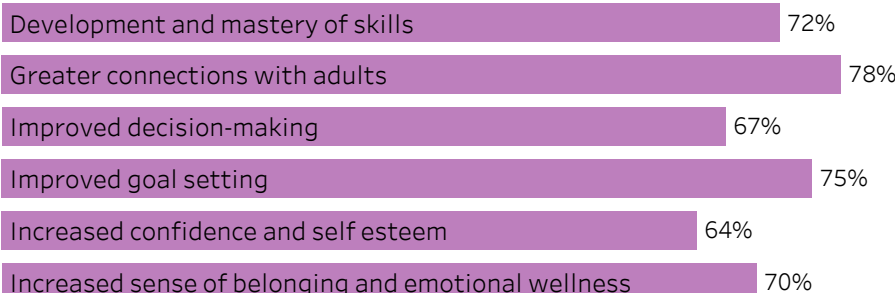 Development and mastery of skills 72%
Greater connections with adults 78%
Improved decision-making 67%
Improved goal setting 75%
Increased confidence and self esteem 64%
Increased sense of belonging and emotional wellness 70%